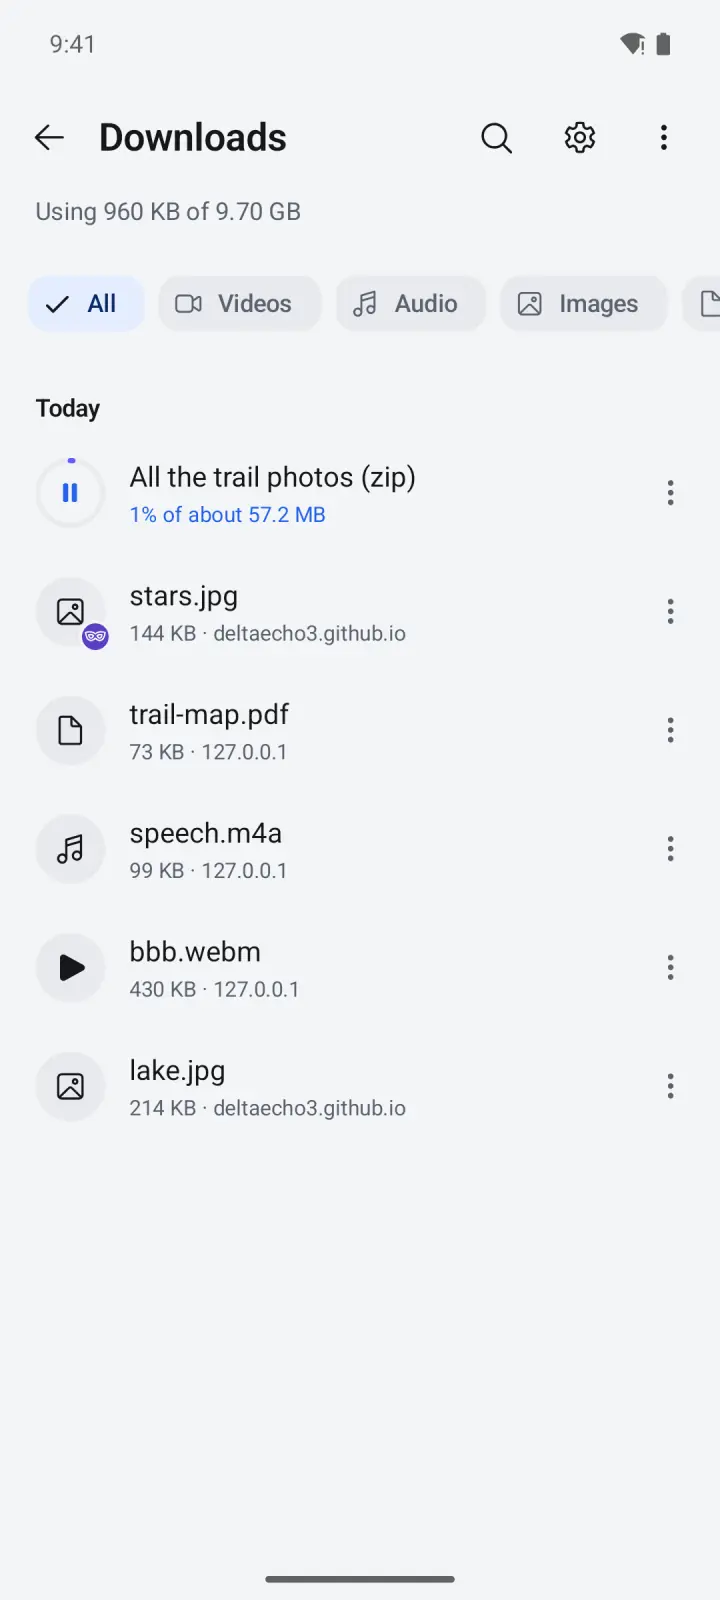 9:41
Downloads
Using 960 KB of 9.70 GB
All
Videos
Audio
Images
Today
All the trail photos (zip)
1% of about 57.2 MB
stars.jpg
144 KB · deltaecho3.github.io
trail-map.pdf
73 KB · 127.0.0.1
speech.m4a
99 KB · 127.0.0.1
bbb.webm
430 KB · 127.0.0.1
lake.jpg
214 KB · deltaecho3.github.io